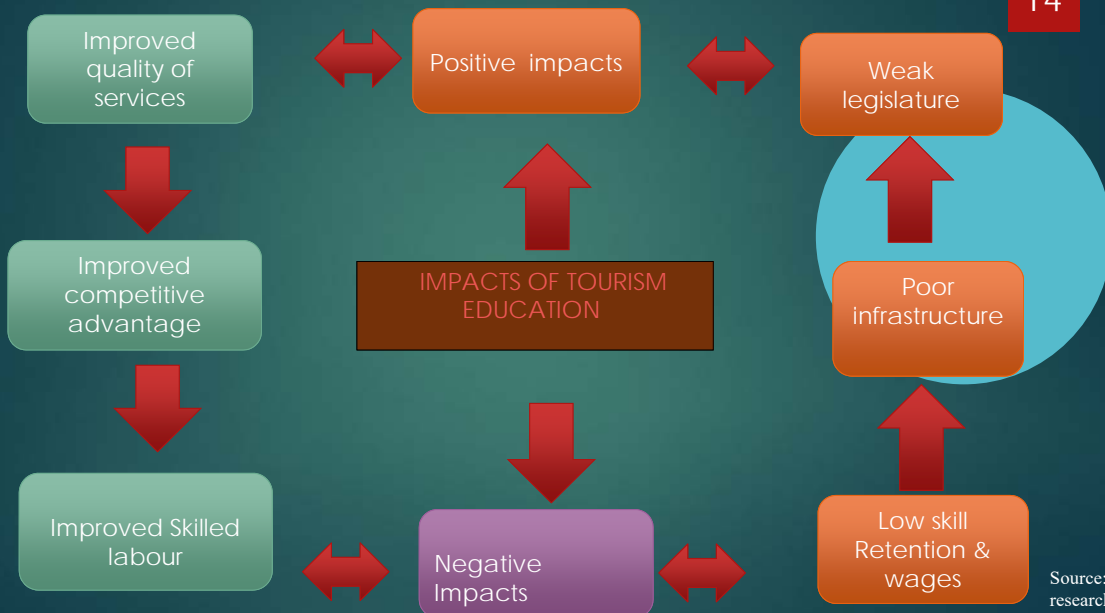 14
Improved
quality of
services
Positive impacts
Weak
legislature
Improved
competitive
advantage
IMPACTS OF TOURISM
EDUCATION
Poor
infrastructure
Improved Skilled
labour
Negative
Impacts
Low skill
Retention &
wages
Source:
research